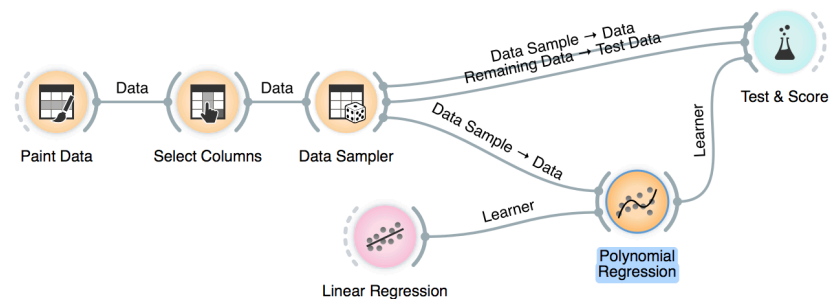 Data Sample → Data
Remaining Data → Test Data
Data
Data
Test & Score
Paint Data
Select Columns
Data Sampler
Data Sample → Data
Learner
Learner
Polynomial
Regression
Linear Regression